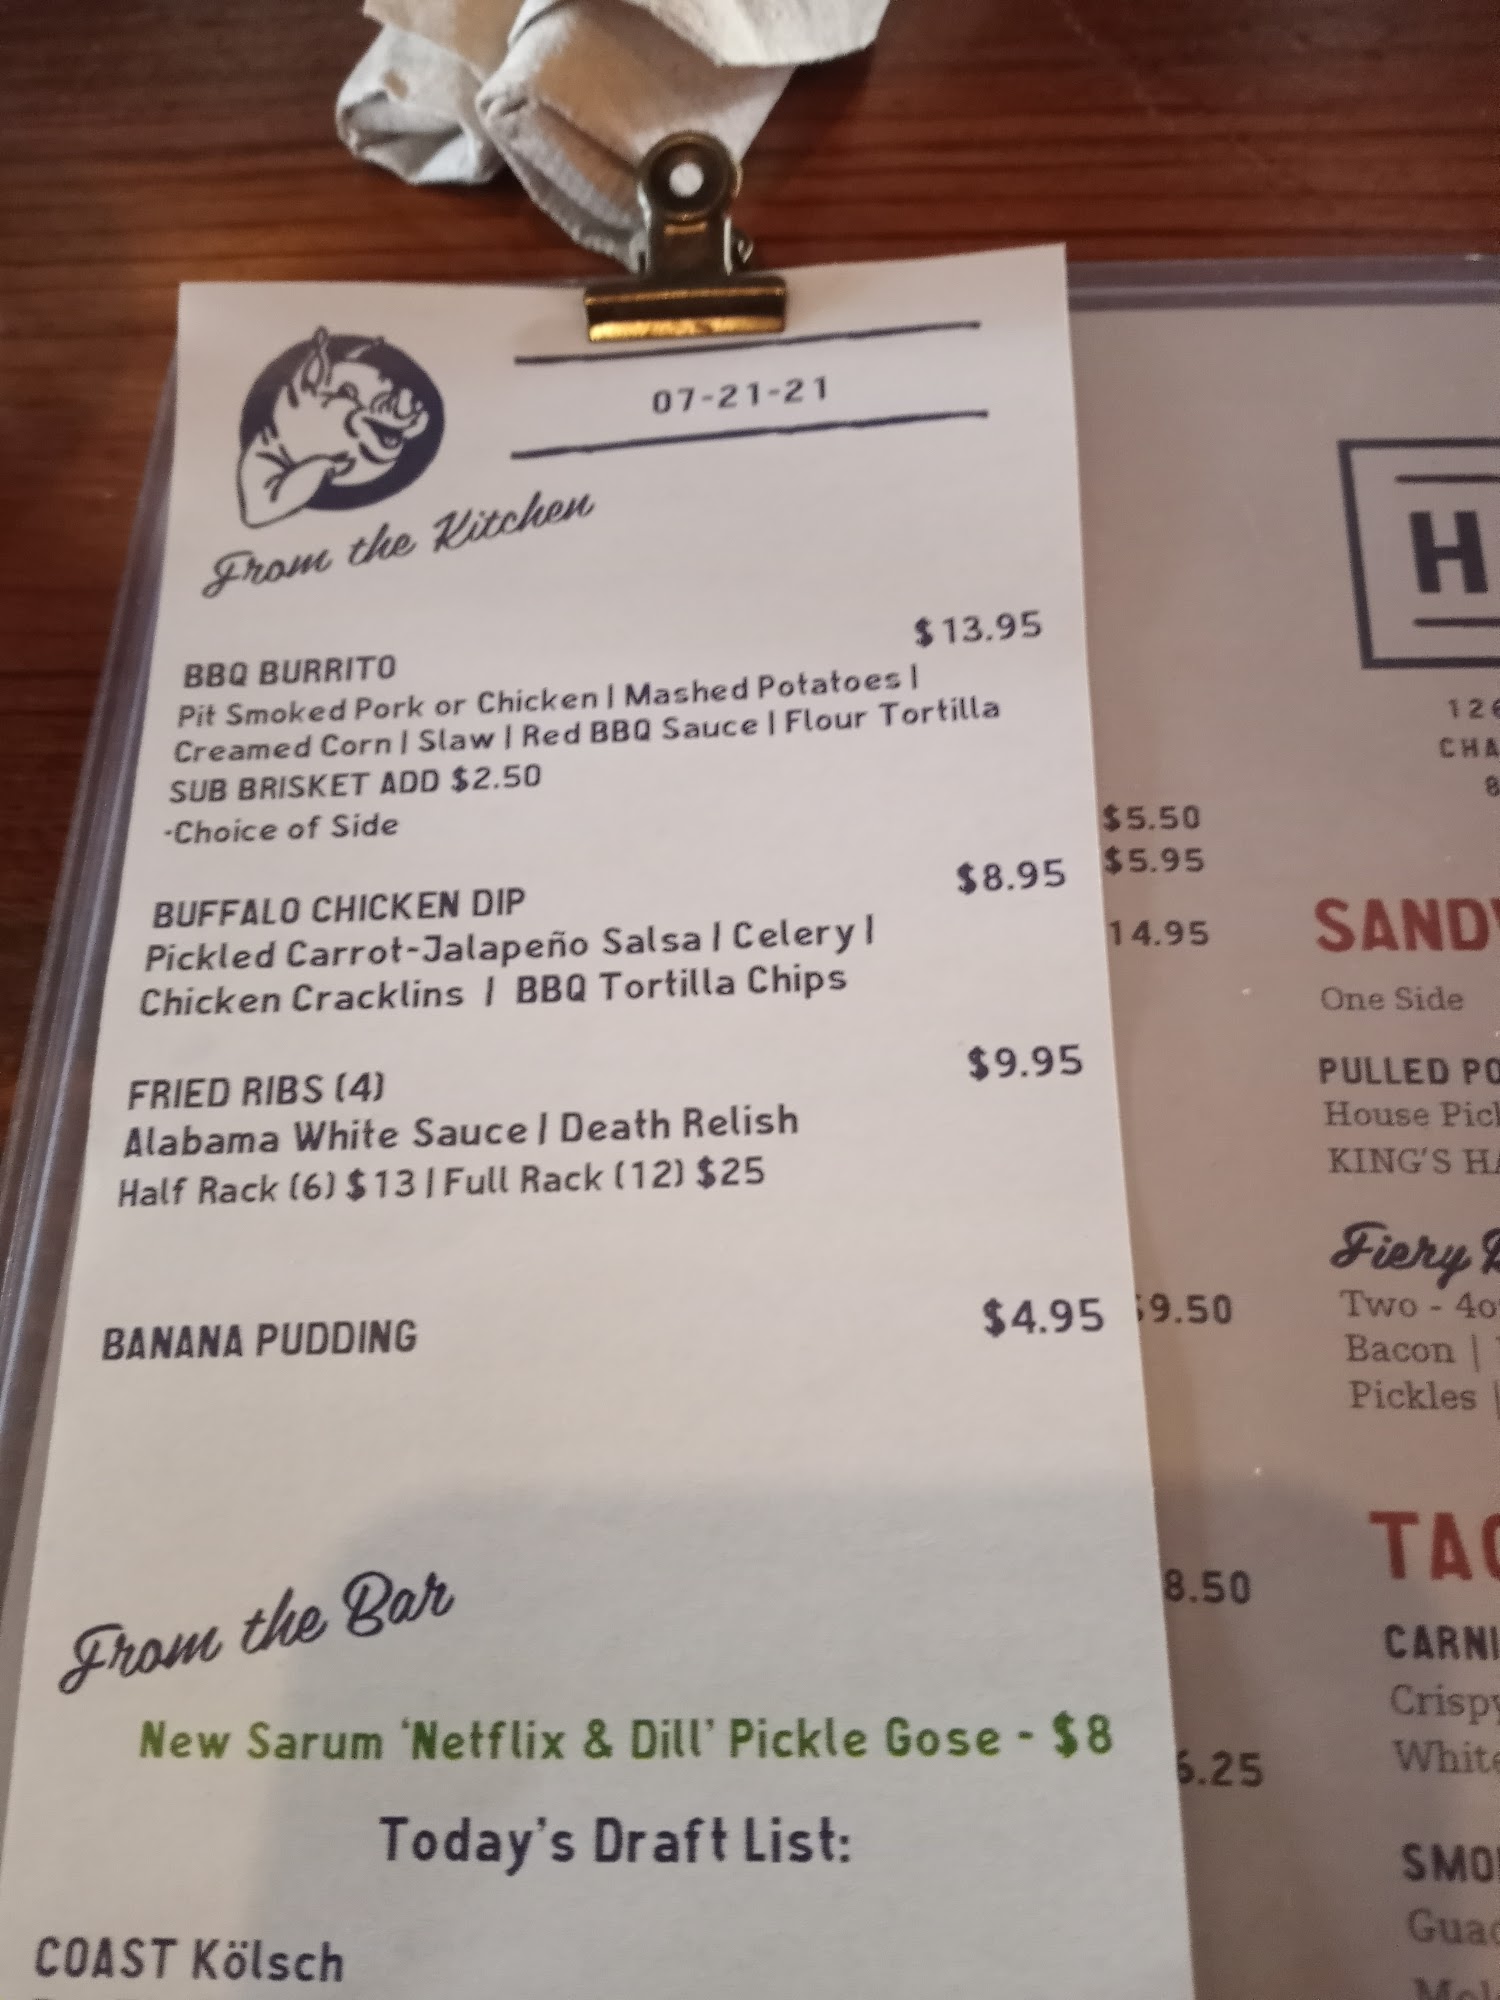 07-21-21
From the Kitchen
$13.95
BBQ BURRITO
Pit Smoked Pork or Chicken | Mashed Potatoes |
Creamed Corn | Slaw | Red BBQ Sauce | Flour Tortilla
SUB BRISKET ADD $2.50
-Choice of Side
$8.95
BUFFALO CHICKEN DIP
Pickled Carrot-Jalapeño Salsa | Celery |
Chicken Cracklins | BBQ Tortilla Chips
$9.95
FRIED RIBS (4)
Alabama White Sauce | Death Relish
Half Rack (6) $13 | Full Rack (12) $25
BANANA PUDDING $4.95
From the Bar
New Sarum 'Netflix & Dill' Pickle Gose - $8
Today's Draft List:
COAST Kölsch
$5.50
$5.95
14.95
9.50
8.50
6.25
H
One Side
PULLED
House
KING'S
Fiery
Two - 4o
Bacon |
Pickles |